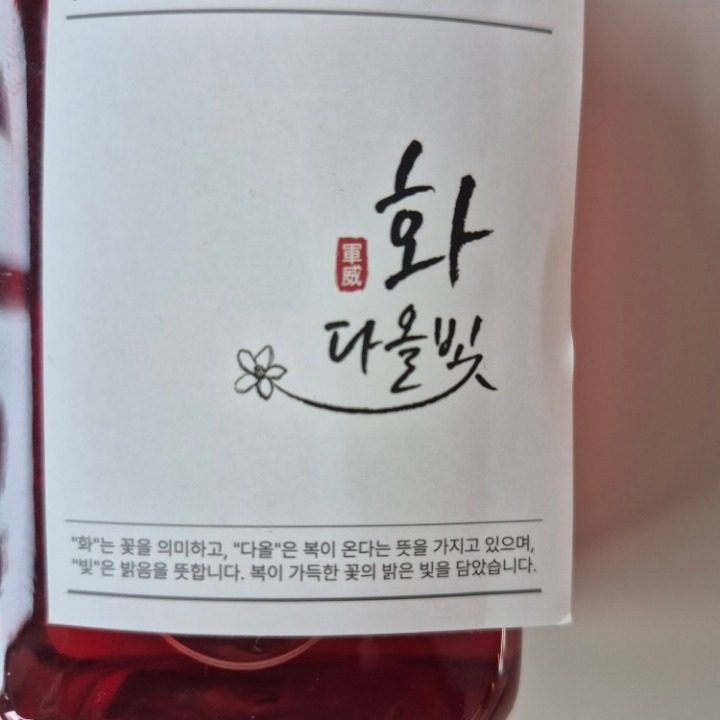 화
軍威
다올빛
"화"는 꽃을 의미하고, "다올"은 복이 온다는 뜻을 가지고 있으며,
"빛"은 밝음을 뜻합니다. 복이 가득한 꽃의 밝은 빛을 담았습니다.